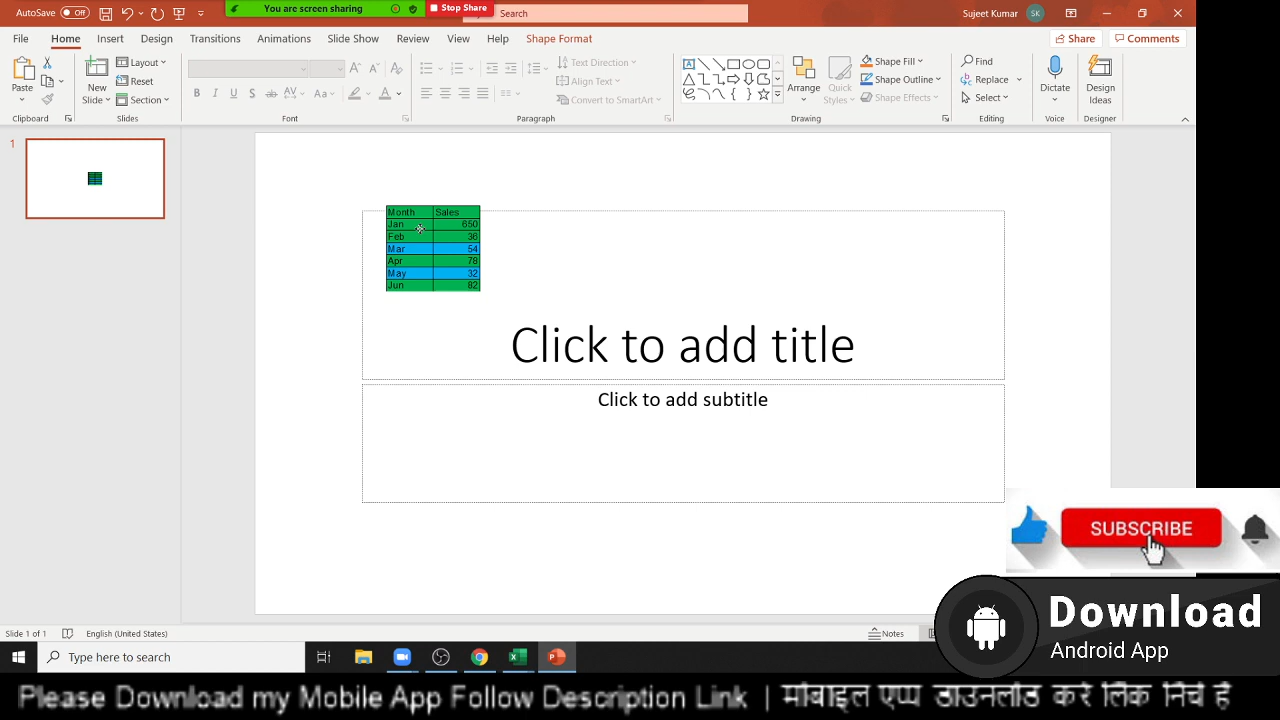 AutoSave Off
You are screen sharing
Stop Share
Search
Sujeet Kumar
SK
File Home Insert Design Transitions Animations Slide Show Review View Help Shape Format
Share Comments
Paste
New Slide
Layout
Reset
Section
B I U S ab AV Aa A
Text Direction
Align Text
Convert to SmartArt
Arrange
Quick Styles
Shape Fill
Shape Outline
Shape Effects
Find
Replace
Select
Dictate
Design Ideas
Clipboard Slides Font Paragraph Drawing Editing Voice Designer
1
Month Sales
Jan 650
Feb 36
Mar 54
Apr 78
May 32
Jun 82
Click to add title
Click to add subtitle
SUBSCRIBE
Download
Android App
Slide 1 of 1 English (United States) Notes
Type here to search
Please Download my Mobile App Follow Description Link | मोबाइल एप्प डाउनलोड करे लिंक निचे है